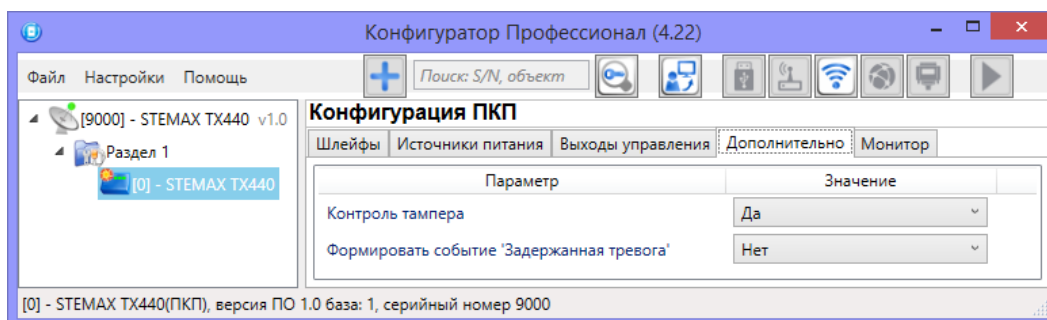 Конфигуратор Профессионал (4.22)
Файл Настройки Помощь
Поиск: S/N, объект
[9000] - STEMAX TX440 v1.0
Раздел 1
[0] - STEMAX TX440
Конфигурация ПКП
Шлейфы Источники питания Выходы управления Дополнительно Монитор
Параметр Значение
Контроль тампера Да
Формировать событие 'Задержанная тревога' Нет
[0] - STEMAX TX440(ПКП), версия ПО 1.0 база: 1, серийный номер 9000